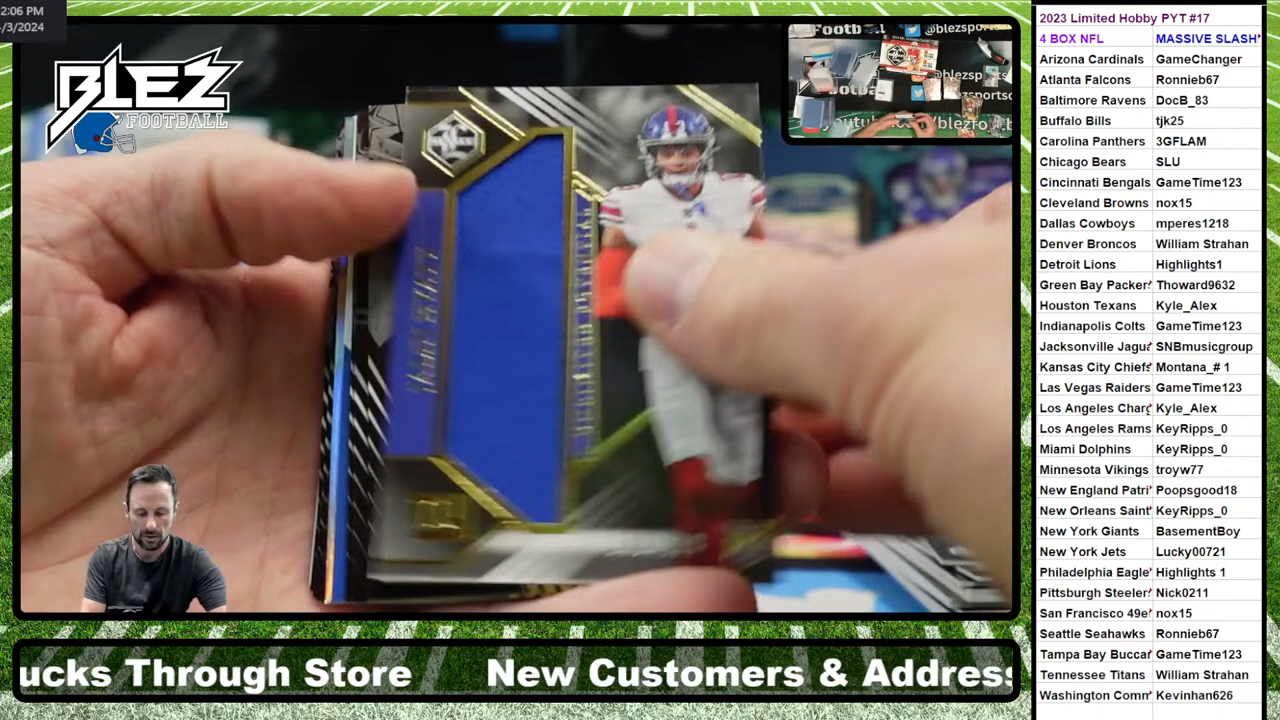 2:06 PM
/3/2024
BLEZ
FOOTBALL
@blezsports
2023 Limited Hobby PYT #17
4 BOX NFL MASSIVE SLASH
Arizona Cardinals GameChanger
Atlanta Falcons Ronnieb67
Baltimore Ravens DocB_83
Buffalo Bills tjk25
Carolina Panthers 3GFLAM
Chicago Bears SLU
Cincinnati Bengals GameTime123
Cleveland Browns nox15
Dallas Cowboys mperes1218
Denver Broncos William Strahan
Detroit Lions Highlights1
Green Bay Packer Thoward9632
Houston Texans Kyle_Alex
Indianapolis Colts GameTime123
Jacksonville Jagu SNBmusicgroup
Kansas City Chiefs Montana_# 1
Las Vegas Raiders GameTime123
Los Angeles Charg Kyle_Alex
Los Angeles Rams KeyRipps_0
Miami Dolphins KeyRipps_0
Minnesota Vikings troyw77
New England Patri Poopsgood18
New Orleans Saint KeyRipps_0
New York Giants BasementBoy
New York Jets Lucky00721
Philadelphia Eagle Highlights 1
Pittsburgh Steeler Nick0211
San Francisco 49e nox15
Seattle Seahawks Ronnieb67
Tampa Bay Bucca GameTime123
Tennessee Titans William Strahan
Washington Comm Kevinhan626
ucks Through Store New Customers & Address